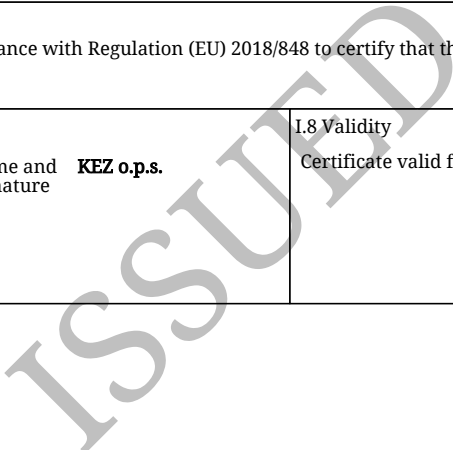 ance with Regulation (EU) 2018/848 to certify that th
I.8 Validity
me and KEZ o.p.s.
nature
Certificate valid f
ISSUED